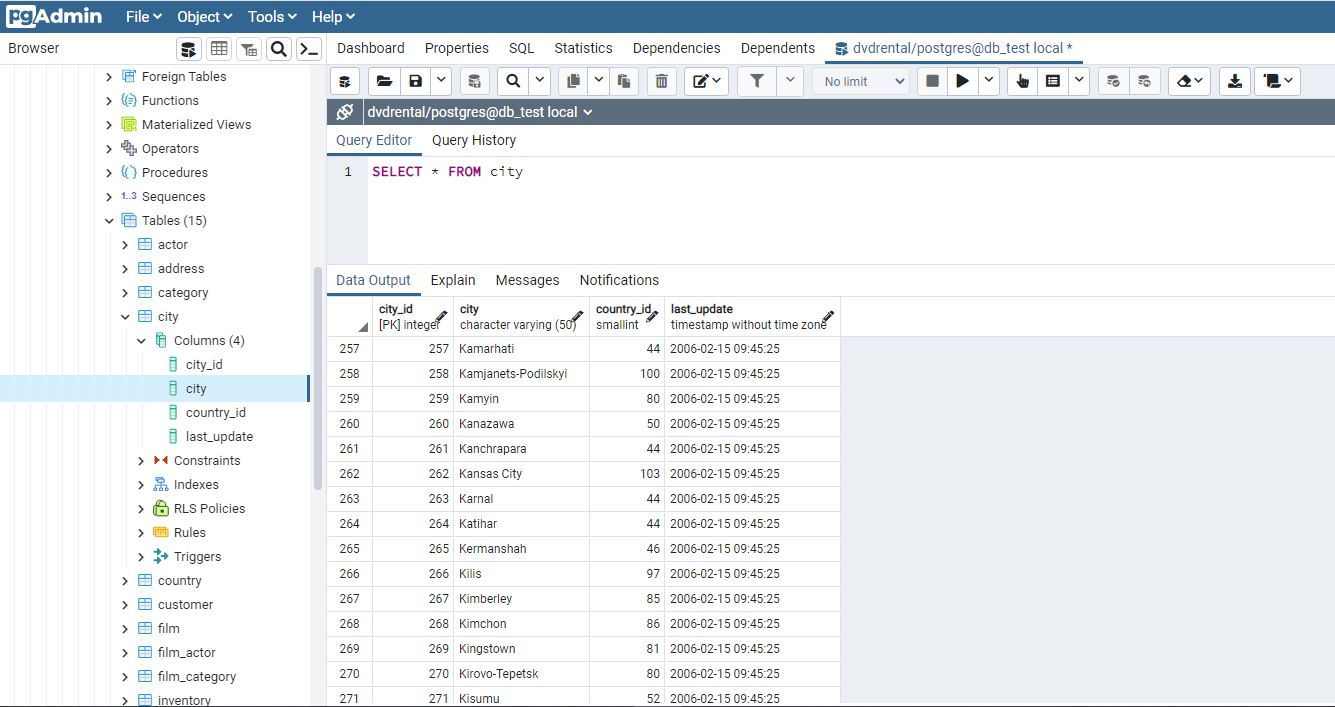 pgAdmin File Object Tools Help
Browser
Dashboard Properties SQL Statistics Dependencies Dependents dvdrental/postgres@db_test local *
No limit
dvdrental/postgres@db_test local
Query Editor Query History
1 SELECT * FROM city
Foreign Tables
Functions
Materialized Views
Operators
Procedures
1..3 Sequences
Tables (15)
actor
address
category
city
Columns (4)
city_id
city
country_id
last_update
Constraints
Indexes
RLS Policies
Rules
Triggers
country
customer
film
film_actor
film_category
inventory
Data Output Explain Messages Notifications
city_id city country_id last_update
[PK] integer character varying (50) smallint timestamp without time zone
257 257 Kamarhati 44 2006-02-15 09:45:25
258 258 Kamjanets-Podilskyi 100 2006-02-15 09:45:25
259 259 Kamyin 80 2006-02-15 09:45:25
260 260 Kanazawa 50 2006-02-15 09:45:25
261 261 Kanchrapara 44 2006-02-15 09:45:25
262 262 Kansas City 103 2006-02-15 09:45:25
263 263 Karnal 44 2006-02-15 09:45:25
264 264 Katihar 44 2006-02-15 09:45:25
265 265 Kermanshah 46 2006-02-15 09:45:25
266 266 Kilis 97 2006-02-15 09:45:25
267 267 Kimberley 85 2006-02-15 09:45:25
268 268 Kimchon 86 2006-02-15 09:45:25
269 269 Kingstown 81 2006-02-15 09:45:25
270 270 Kirovo-Tepetsk 80 2006-02-15 09:45:25
271 271 Kisumu 52 2006-02-15 09:45:25